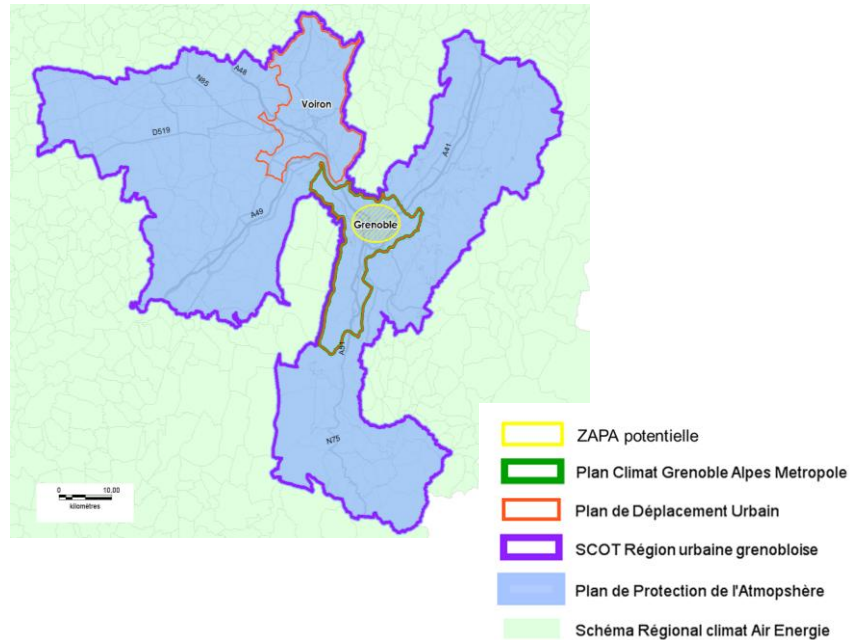 A48
N85
Voiron
D519
A41
A49
Grenoble
A51
N75
0 10,00
kilomètres
ZAPA potentielle
Plan Climat Grenoble Alpes Metropole
Plan de Déplacement Urbain
SCOT Région urbaine grenobloise
Plan de Protection de l'Atmopshère
Schéma Régional climat Air Energie